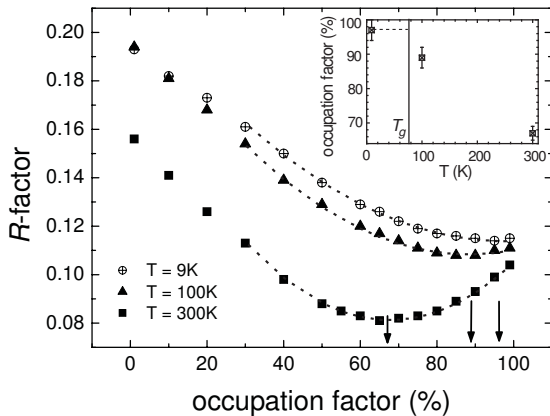 0.20
0.18
0.16
0.14
0.12
0.10
0.08
R-factor
T = 9K
T = 100K
T = 300K
0
20
40
60
80
100
occupation factor (%)
100
90
80
70
occupation factor (%)
Tg
0
100
200
300
T (K)